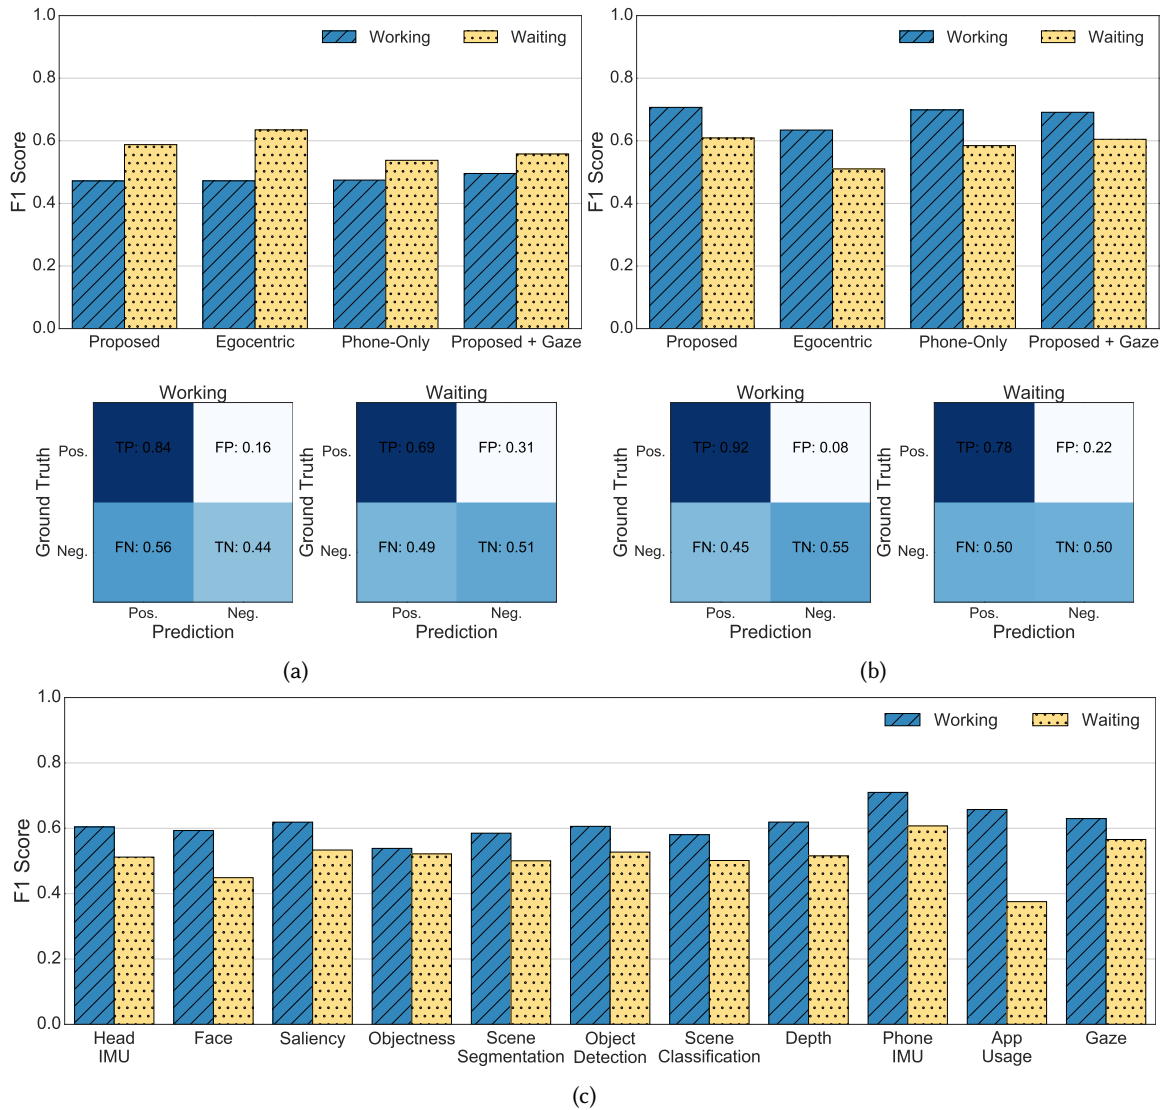 1.0
0.8
0.6
0.4
0.2
0.0
F1 Score
Working Waiting
Proposed Egocentric Phone-Only Proposed + Gaze
1.0
0.8
0.6
0.4
0.2
0.0
F1 Score
Working Waiting
Proposed Egocentric Phone-Only Proposed + Gaze
Working
Ground Truth
Pos.
Neg.
TP: 0.84 FP: 0.16
FN: 0.56 TN: 0.44
Pos. Neg.
Prediction
Waiting
Ground Truth
TP: 0.69 FP: 0.31
FN: 0.49 TN: 0.51
Pos. Neg.
Prediction
(a)
Working
Ground Truth
Pos.
Neg.
TP: 0.92 FP: 0.08
FN: 0.45 TN: 0.55
Pos. Neg.
Prediction
Waiting
Ground Truth
Pos.
Neg.
TP: 0.78 FP: 0.22
FN: 0.50 TN: 0.50
Pos. Neg.
Prediction
(b)
1.0
0.8
0.6
0.4
0.2
0.0
F1 Score
Working Waiting
Head Face Saliency Objectness Scene Object Scene Depth Phone App Gaze
IMU Segmentation Detection Classification IMU Usage
(c)